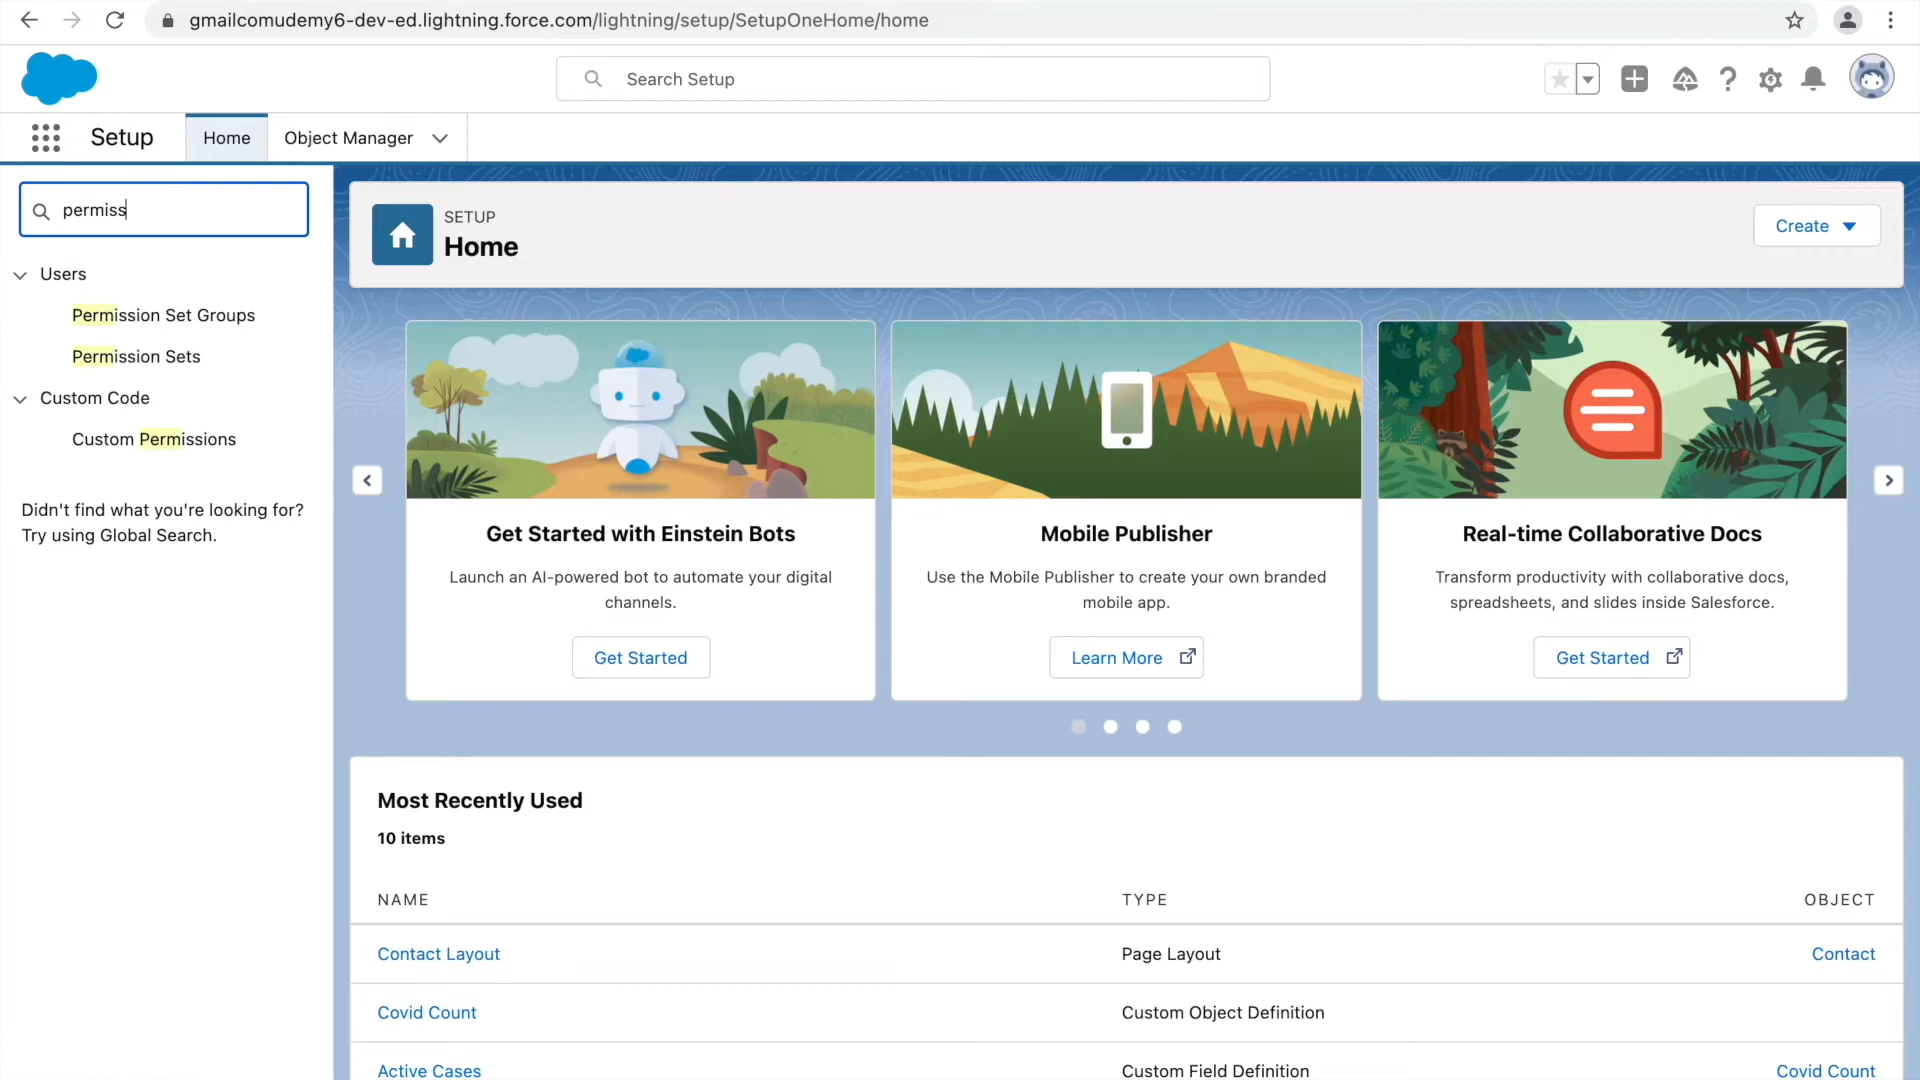 gmailcomudemy6-dev-ed.lightning.force.com/lightning/setup/SetupOneHome/home
Search Setup
Setup
Home
Object Manager
permiss
Users
Permission Set Groups
Permission Sets
Custom Code
Custom Permissions
Didn't find what you're looking for?
Try using Global Search.
SETUP
Home
Create
Get Started with Einstein Bots
Launch an AI-powered bot to automate your digital
channels.
Get Started
Mobile Publisher
Use the Mobile Publisher to create your own branded
mobile app.
Learn More
Real-time Collaborative Docs
Transform productivity with collaborative docs,
spreadsheets, and slides inside Salesforce.
Get Started
Most Recently Used
10 items
NAME TYPE OBJECT
Contact Layout Page Layout Contact
Covid Count Custom Object Definition
Active Cases Custom Field Definition Covid Count